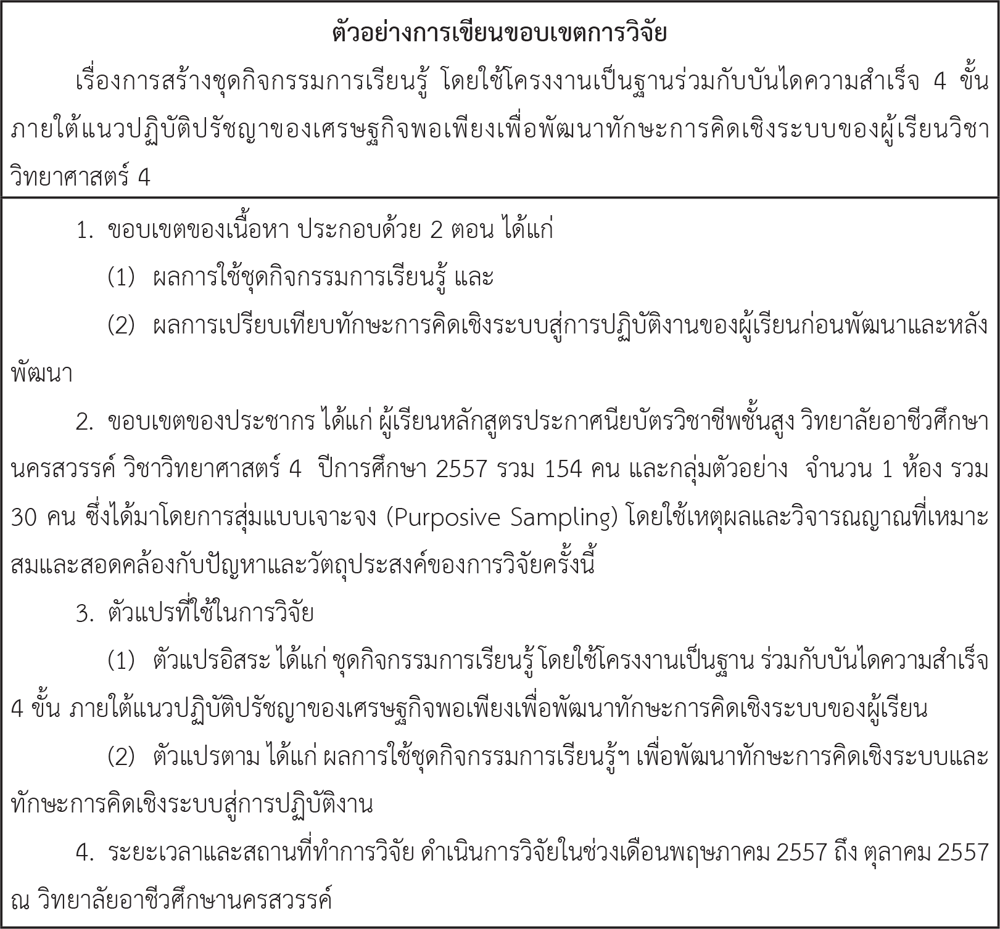 ตัวอย่างการเขียนขอบเขตการวิจัย
เรื่องการสร้างชุดกิจกรรมการเรียนรู้ โดยใช้โครงงานเป็นฐานร่วมกับบันไดความสำเร็จ 4 ขั้น
ภายใต้แนวปฏิบัติปรัชญาของเศรษฐกิจพอเพียงเพื่อพัฒนาทักษะการคิดเชิงระบบของผู้เรียนวิชา
วิทยาศาสตร์ 4
1. ขอบเขตของเนื้อหา ประกอบด้วย 2 ตอน ได้แก่
(1) ผลการใช้ชุดกิจกรรมการเรียนรู้ และ
(2) ผลการเปรียบเทียบทักษะการคิดเชิงระบบสู่การปฏิบัติงานของผู้เรียนก่อนพัฒนาและหลัง
พัฒนา
2. ขอบเขตของประชากร ได้แก่ ผู้เรียนหลักสูตรประกาศนียบัตรวิชาชีพชั้นสูง วิทยาลัยอาชีวศึกษา
นครสวรรค์ วิชาวิทยาศาสตร์ 4 ปีการศึกษา 2557 รวม 154 คน และกลุ่มตัวอย่าง จำนวน 1 ห้อง รวม
30 คน ซึ่งได้มาโดยการสุ่มแบบเจาะจง (Purposive Sampling) โดยใช้เหตุผลและวิจารณญาณที่เหมาะ
สมและสอดคล้องกับปัญหาและวัตถุประสงค์ของการวิจัยครั้งนี้
3. ตัวแปรที่ใช้ในการวิจัย
(1) ตัวแปรอิสระ ได้แก่ ชุดกิจกรรมการเรียนรู้ โดยใช้โครงงานเป็นฐาน ร่วมกับบันไดความสำเร็จ
4 ขั้น ภายใต้แนวปฏิบัติปรัชญาของเศรษฐกิจพอเพียงเพื่อพัฒนาทักษะการคิดเชิงระบบของผู้เรียน
(2) ตัวแปรตาม ได้แก่ ผลการใช้ชุดกิจกรรมการเรียนรู้ฯ เพื่อพัฒนาทักษะการคิดเชิงระบบและ
ทักษะการคิดเชิงระบบสู่การปฏิบัติงาน
4. ระยะเวลาและสถานที่ทำการวิจัย ดำเนินการวิจัยในช่วงเดือนพฤษภาคม 2557 ถึง ตุลาคม 2557
ณ วิทยาลัยอาชีวศึกษานครสวรรค์